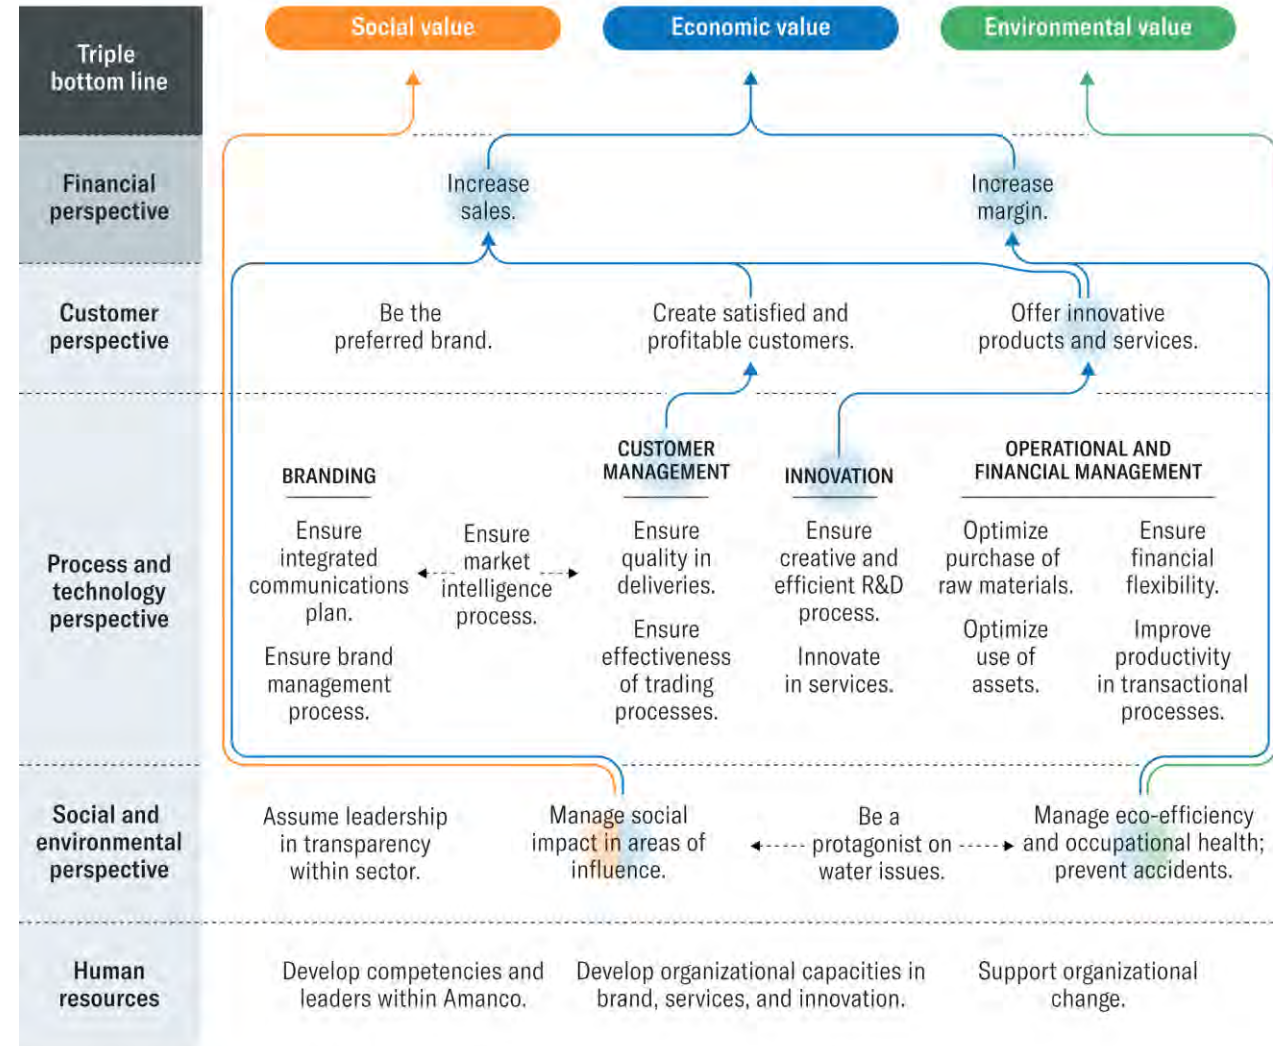 Triple
bottom line
Social value
Economic value
Environmental value
Financial
perspective
Increase
sales.
Increase
margin.
Customer
perspective
Be the
preferred brand.
Create satisfied and
profitable customers.
Offer innovative
products and services.
Process and
technology
perspective
BRANDING
Ensure
integrated
communications
plan.
Ensure brand
management
process.
Ensure
market
intelligence
process.
CUSTOMER
MANAGEMENT
Ensure
quality in
deliveries.
Ensure
effectiveness
of trading
processes.
INNOVATION
Ensure
creative and
efficient R&D
process.
Innovate
in services.
OPERATIONAL AND
FINANCIAL MANAGEMENT
Optimize
purchase of
raw materials.
Optimize
use of
assets.
Ensure
financial
flexibility.
Improve
productivity
in transactional
processes.
Social and
environmental
perspective
Assume leadership
in transparency
within sector.
Manage social
impact in areas of
influence.
Be a
protagonist on
water issues.
Manage eco-efficiency
and occupational health;
prevent accidents.
Human
resources
Develop competencies and
leaders within Amanco.
Develop organizational capacities in
brand, services, and innovation.
Support organizational
change.